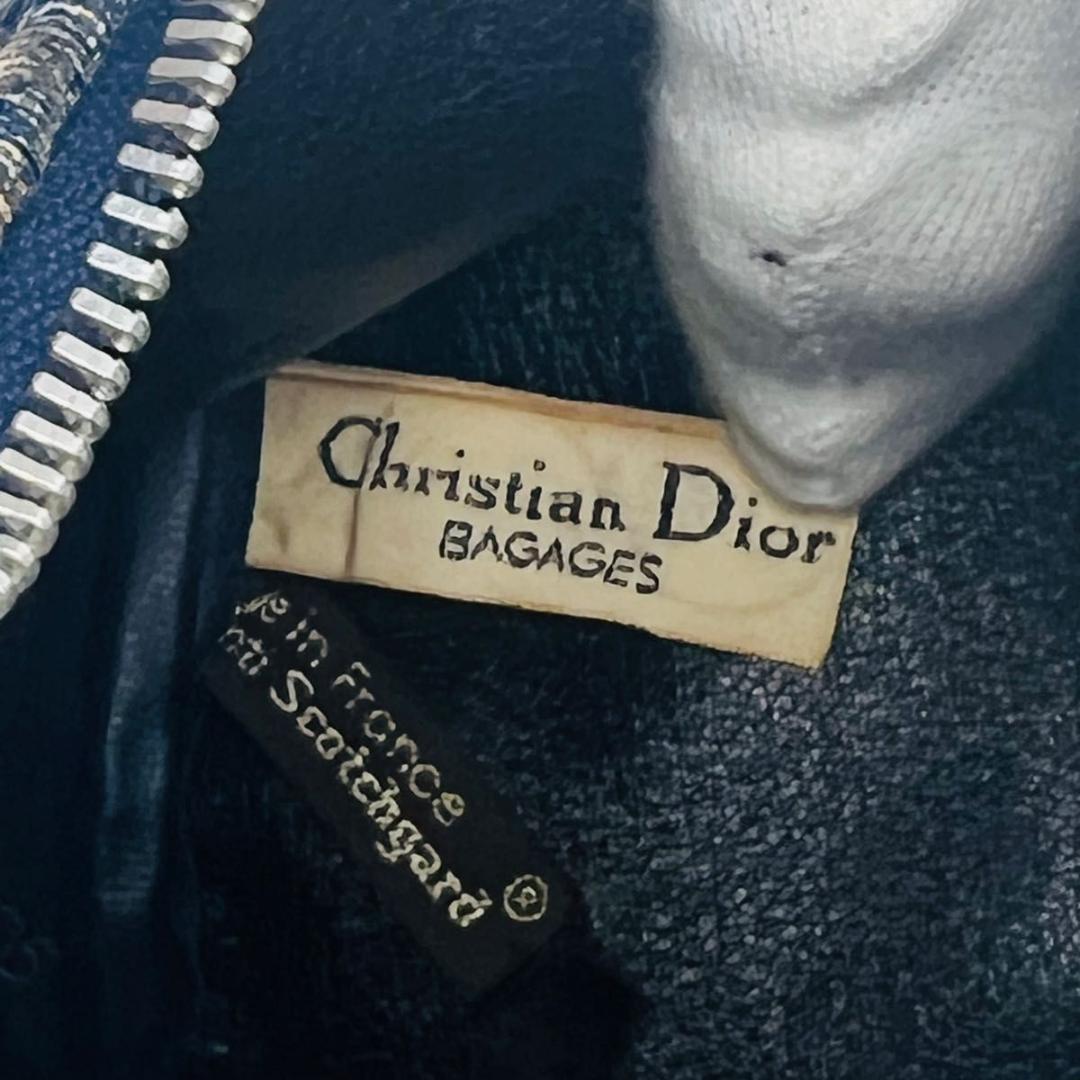 Christian Dior
BAGAGES
in France
Scotchgard ®